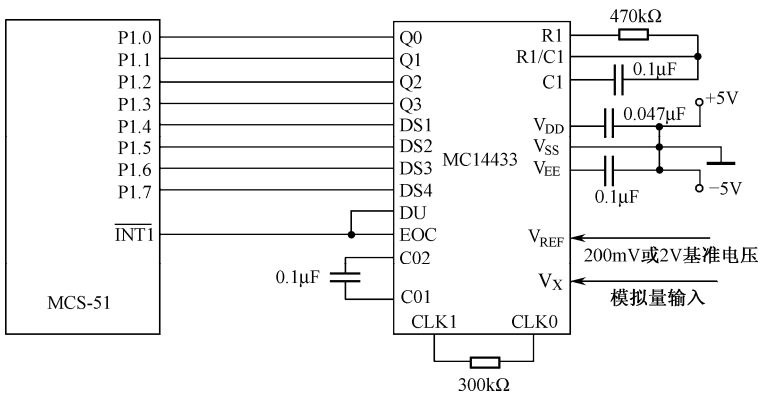 470kΩ
P1.0 Q0 R1
P1.1 Q1 R1/C1
P1.2 Q2 C1 0.1μF
P1.3 Q3 +5V
P1.4 DS1 VDD 0.047μF
P1.5 DS2 MC14433 VSS
P1.6 DS3 VEE
P1.7 DS4 0.1μF −5V
DU
INT1 EOC VREF
C02 200mV或2V基准电压
0.1μF
C01 VX
MCS-51 模拟量输入
CLK1 CLK0
300kΩ